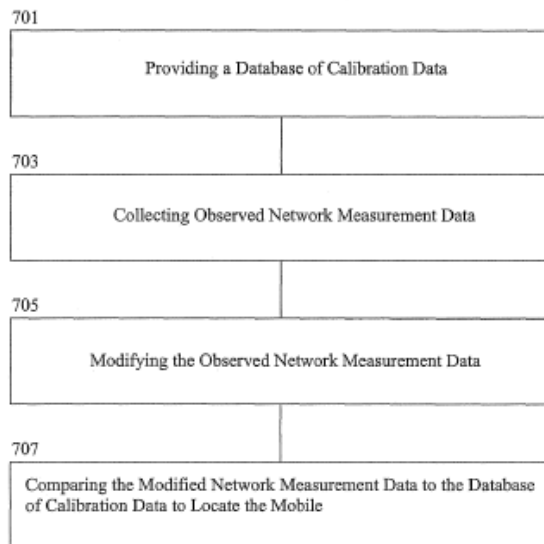 701
Providing a Database of Calibration Data
703
Collecting Observed Network Measurement Data
705
Modifying the Observed Network Measurement Data
707
Comparing the Modified Network Measurement Data to the Database
of Calibration Data to Locate the Mobile